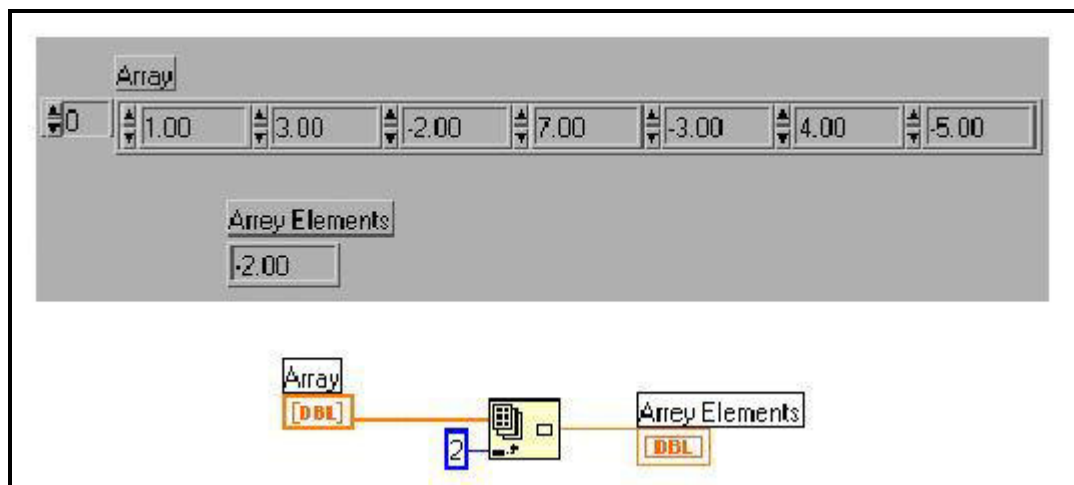 Array
0 1.00 3.00 -2.00 7.00 -3.00 4.00 -5.00
Arrey Elements
-2.00
Array
[DBL]
2
Arrey Elements
DBL